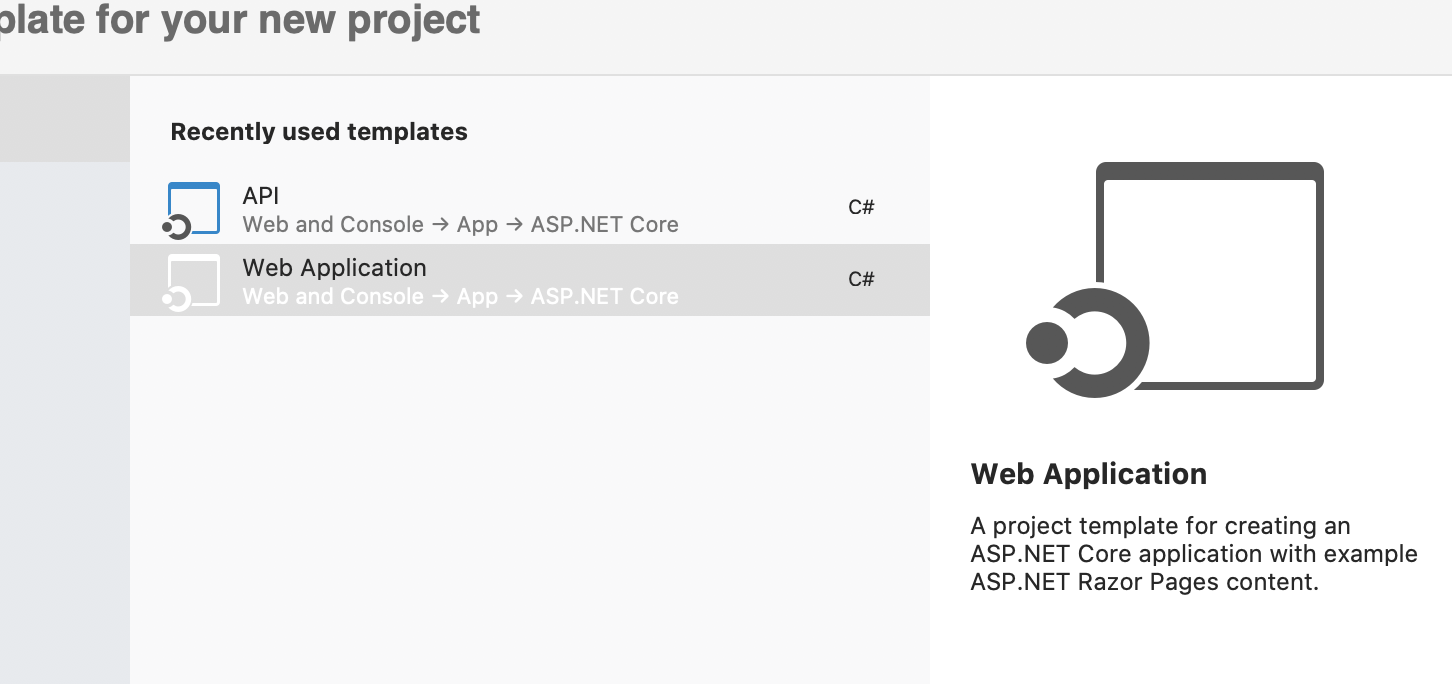 for your new project
Recently used templates
API
Web and Console → App → ASP.NET Core
C#
Web Application
Web and Console → App → ASP.NET Core
C#
Web Application
A project template for creating an
ASP.NET Core application with example
ASP.NET Razor Pages content.